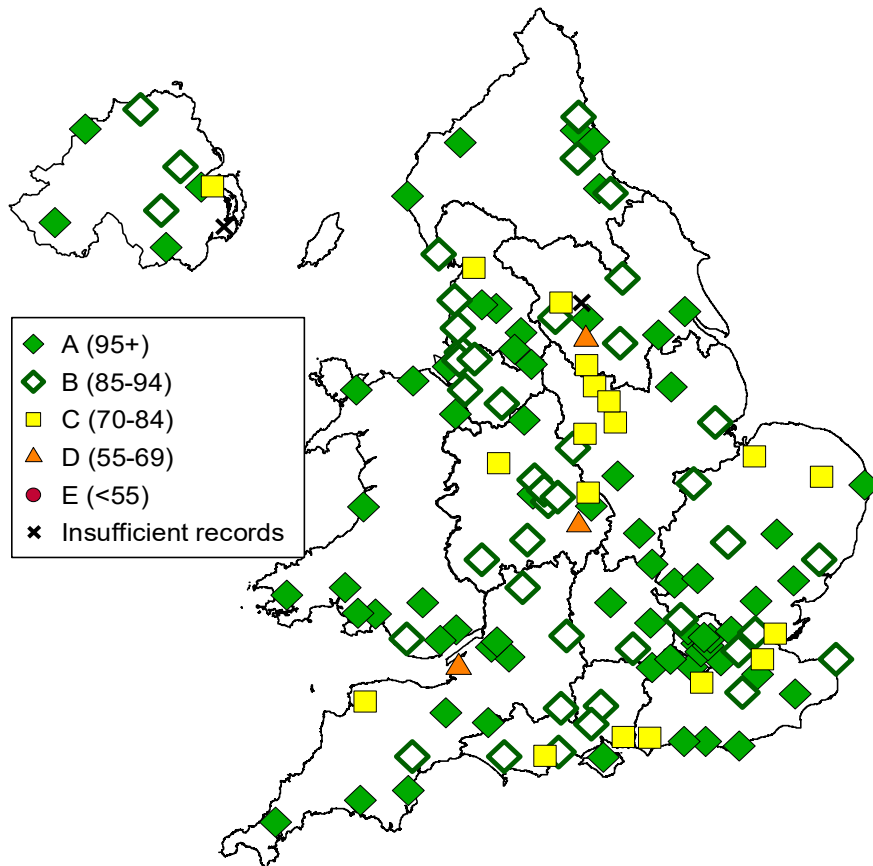 A (95+)
B (85-94)
C (70-84)
D (55-69)
E (<55)
Insufficient records